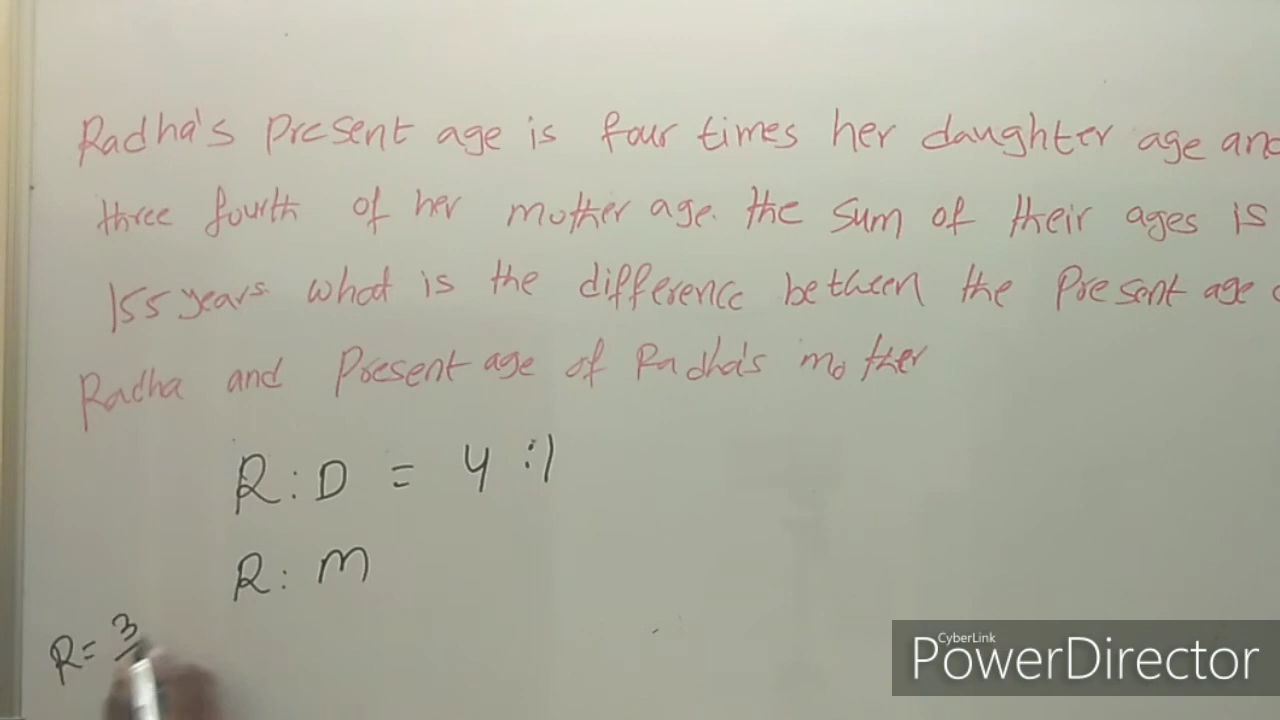 Radha's Present age is four times her daughter age and
three fourth of her mother age. the sum of their ages is
155 years what is the difference between the Present age
Radha and Present age of Radha's mother
R : D = 4 : 1
R : M
R = 3
CyberLink
PowerDirector